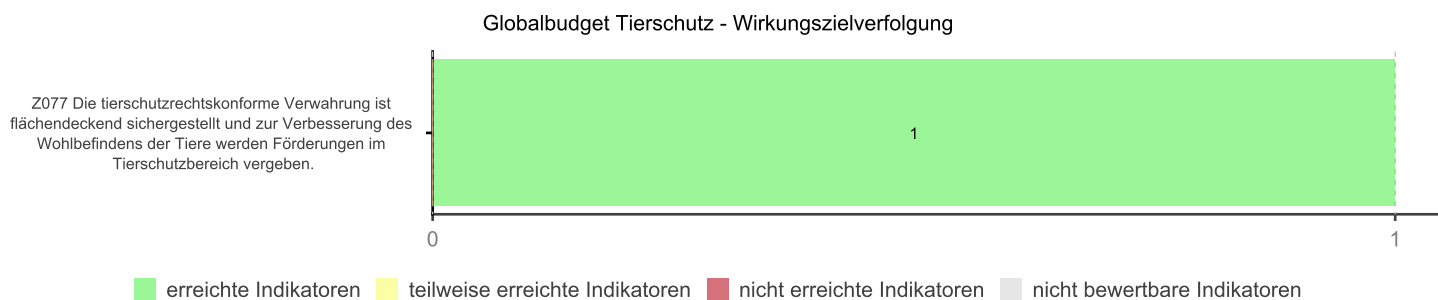 Globalbudget Tierschutz - Wirkungszielverfolgung
Z077 Die tierschutzrechtskonforme Verwahrung ist
flächendeckend sichergestellt und zur Verbesserung des
Wohlbefindens der Tiere werden Förderungen im
Tierschutzbereich vergeben.
1
0 1
erreichte Indikatoren teilweise erreichte Indikatoren nicht erreichte Indikatoren nicht bewertbare Indikatoren